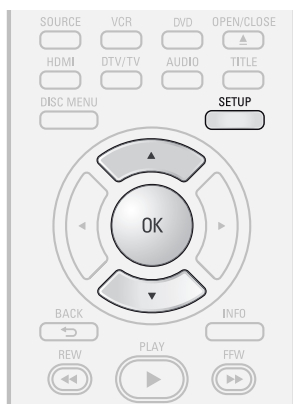 SOURCE VCR DVD OPEN/CLOSE
HDMI DTV/TV AUDIO TITLE
DISC MENU SETUP
OK
BACK INFO
REW PLAY FFW